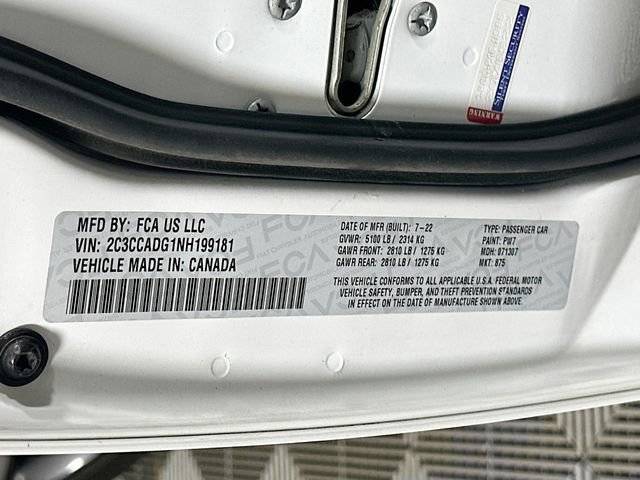 SILENT SECURITY
WARNING
MFD BY: FCA US LLC
VIN: 2C3CCADG1NH199181
VEHICLE MADE IN: CANADA
DATE OF MFR (BUILT): 7-22
GVWR: 5100 LB / 2314 KG
GAWR FRONT: 2810 LB / 1275 KG
GAWR REAR: 2810 LB / 1275 KG
TYPE: PASSENGER CAR
PAINT: PW7
MDH: 071307
MKT: 875
THIS VEHICLE CONFORMS TO ALL APPLICABLE U.S.A. FEDERAL MOTOR
VEHICLE SAFETY, BUMPER, AND THEFT PREVENTION STANDARDS
IN EFFECT ON THE DATE OF MANUFACTURE SHOWN ABOVE.